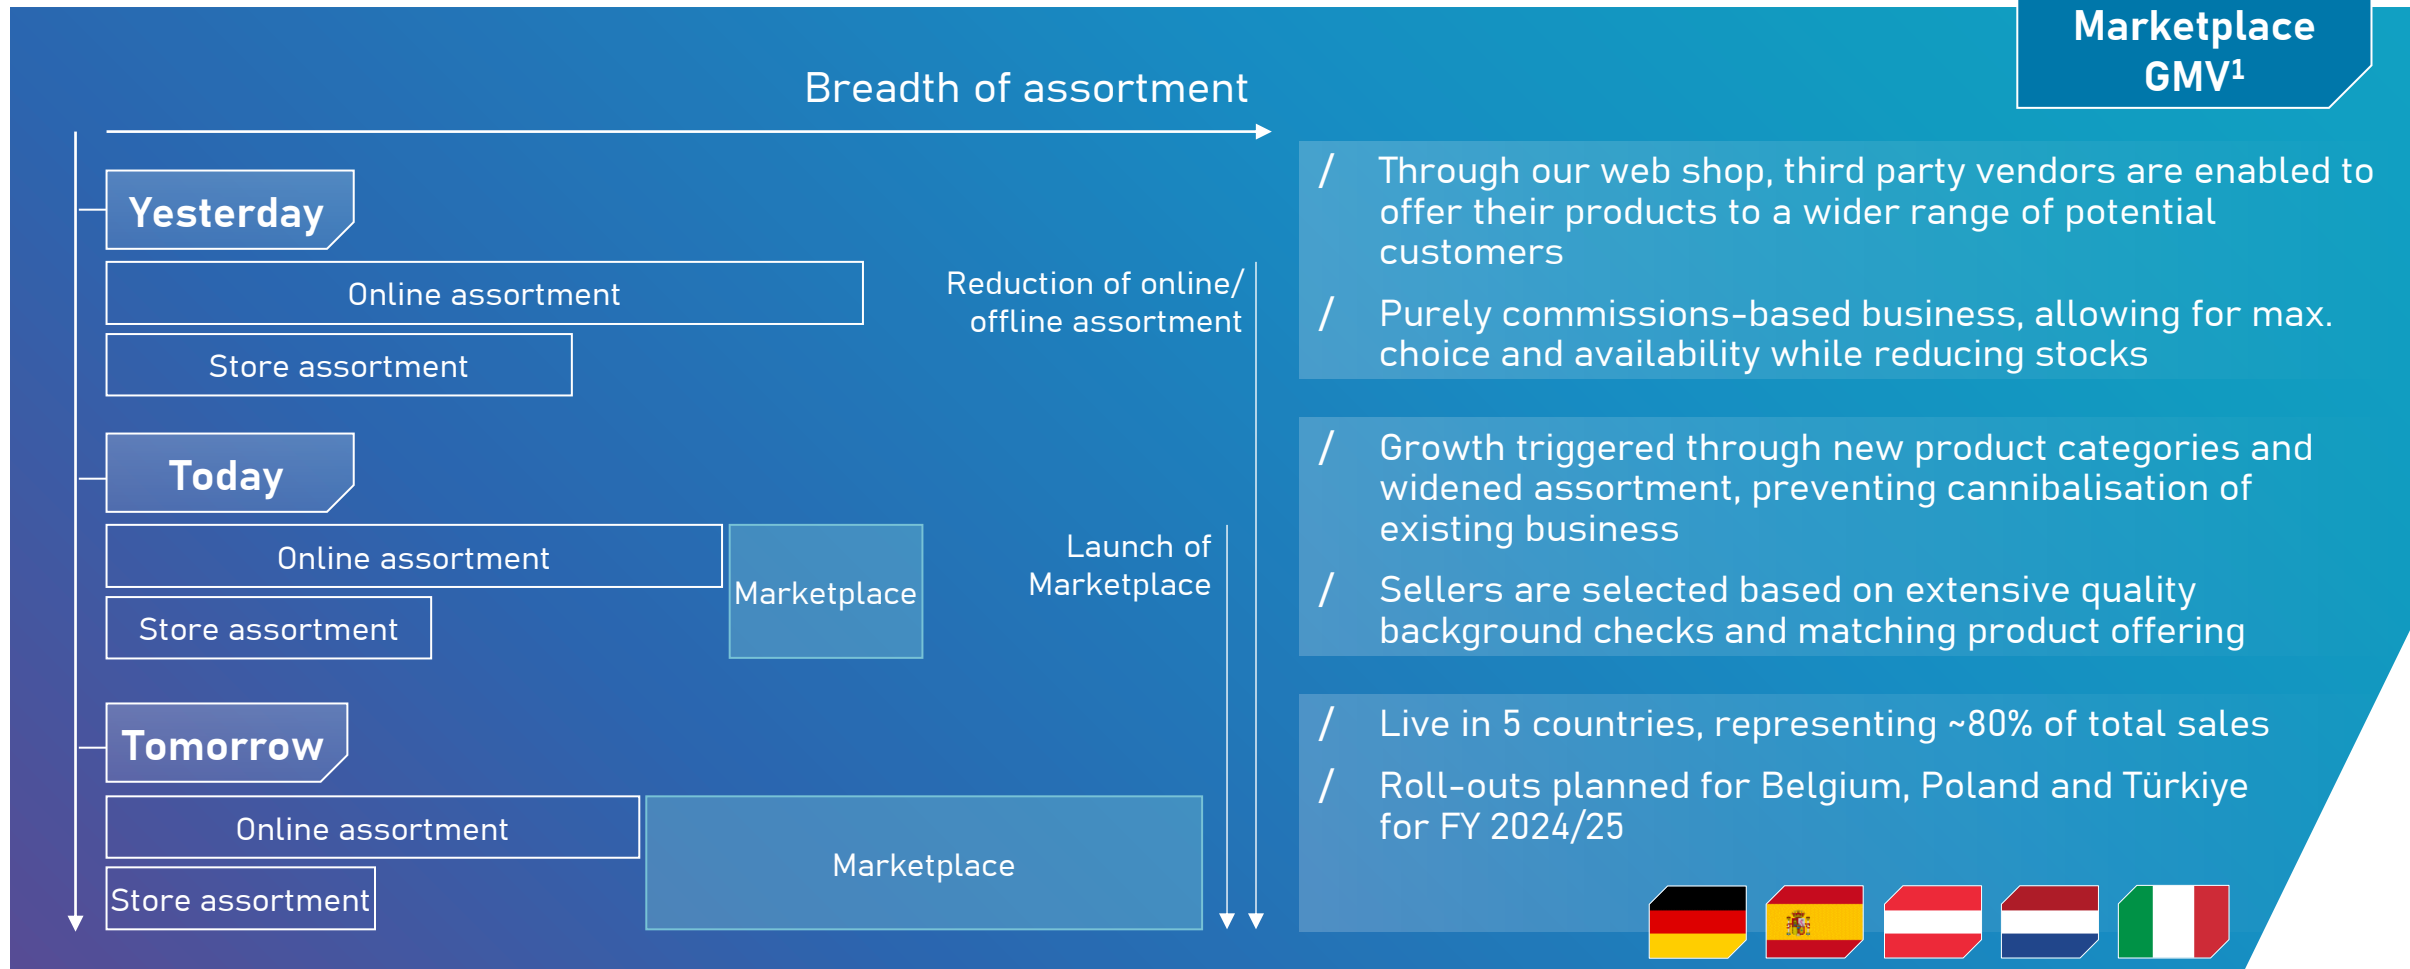 Marketplace
GMV¹
Breadth of assortment
Yesterday
Online assortment
Store assortment
Reduction of online/
offline assortment
Today
Online assortment
Store assortment
Marketplace
Launch of
Marketplace
Tomorrow
Online assortment
Store assortment
Marketplace
/ Through our web shop, third party vendors are enabled to
offer their products to a wider range of potential
customers
/ Purely commissions-based business, allowing for max.
choice and availability while reducing stocks
/ Growth triggered through new product categories and
widened assortment, preventing cannibalisation of
existing business
/ Sellers are selected based on extensive quality
background checks and matching product offering
/ Live in 5 countries, representing ~80% of total sales
/ Roll-outs planned for Belgium, Poland and Türkiye
for FY 2024/25